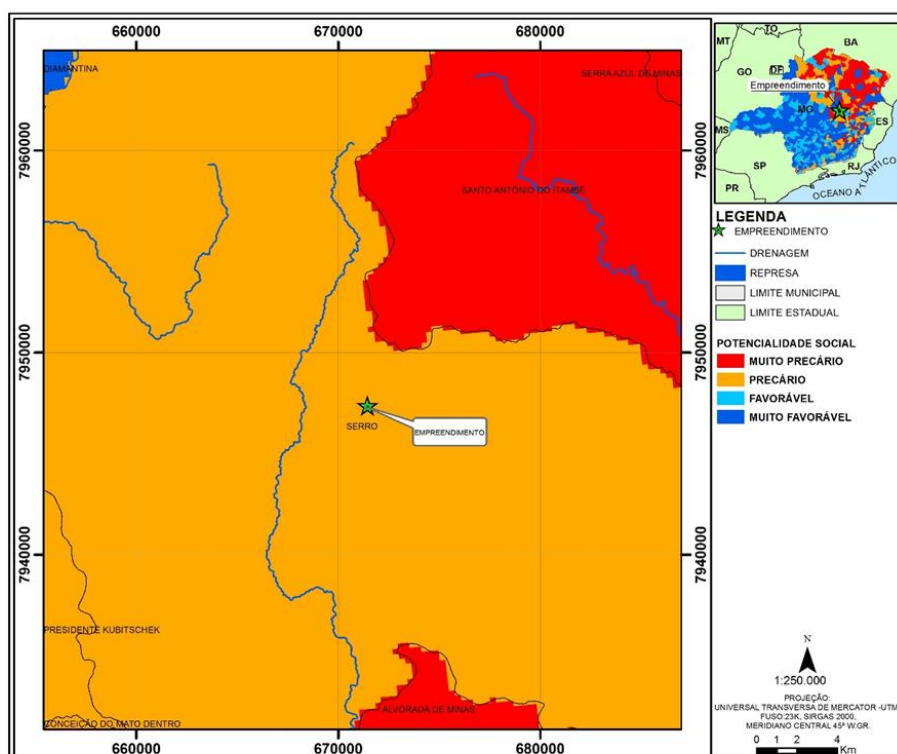 660000 670000 680000
DIAMANTINA
SERRA AZUL DE MINAS
7960000 7960000
SANTO ANTÔNIO DO ITAMBÉ
7950000 7950000
SERRO
EMPREENDIMENTO
7940000 7940000
PRESIDENTE KUBITSCHEK
ALVORADA DE MINAS
CONCEIÇÃO DO MATO DENTRO
660000 670000 680000
MT TO BA
GO DF
Empreendimento
MG
MS ES
SP RJ
PR
OCEANO ATLÂNTICO
LEGENDA
EMPREENDIMENTO
DRENAGEM
REPRESA
LIMITE MUNICIPAL
LIMITE ESTADUAL
POTENCIALIDADE SOCIAL
MUITO PRECÁRIO
PRECÁRIO
FAVORÁVEL
MUITO FAVORÁVEL
N
1:250.000
PROJEÇÃO:
UNIVERSAL TRANSVERSA DE MERCATOR -UTM
FUSO:23K, SIRGAS 2000,
MERIDIANO CENTRAL 45º W.GR.
0 1 2 4
Km